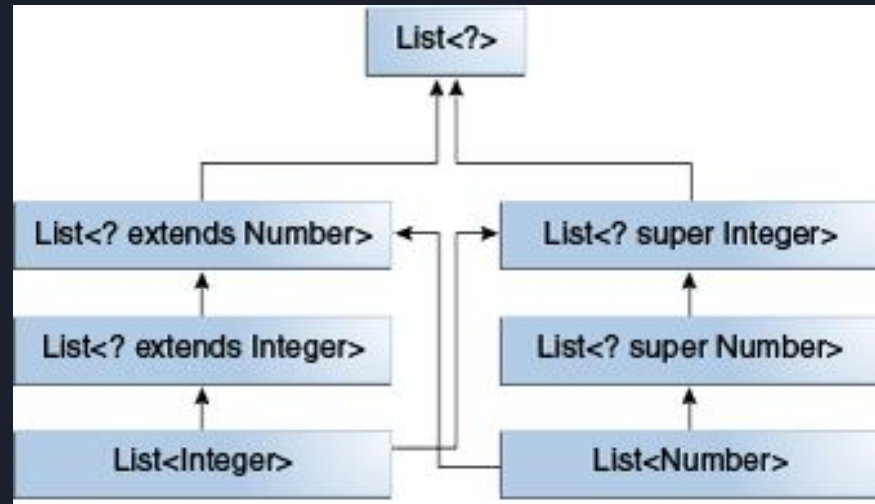 List<?>
List<? extends Number>
List<? super Integer>
List<? extends Integer>
List<? super Number>
List<Integer>
List<Number>